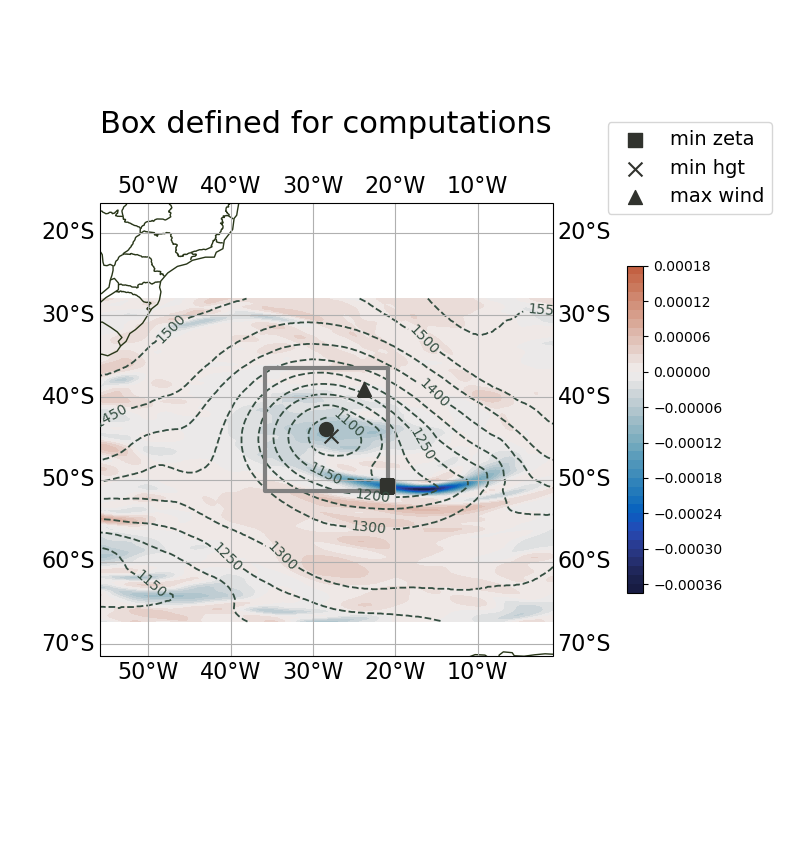 Box defined for computations
min zeta
min hgt
max wind
50°W 40°W 30°W 20°W 10°W
20°S 20°S
30°S 30°S
40°S 40°S
50°S 50°S
60°S 60°S
70°S 70°S
50°W 40°W 30°W 20°W 10°W
1500
1500
155
1400
450
1100
1250
1150
1200
1300
1300
1250
1150
0.00018
0.00012
0.00006
0.00000
−0.00006
−0.00012
−0.00018
−0.00024
−0.00030
−0.00036